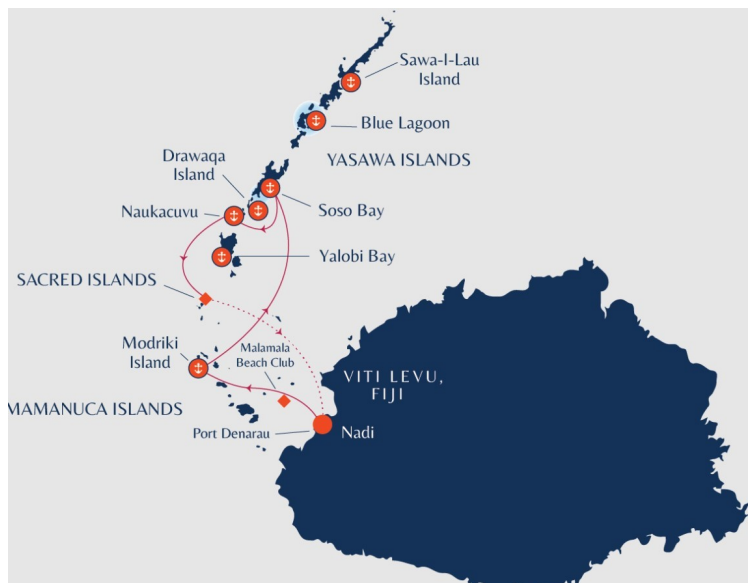 Sawa-I-Lau
Island
Blue Lagoon
YASAWA ISLANDS
Drawaqa
Island
Naukacuvu
Soso Bay
Yalobi Bay
SACRED ISLANDS
Modriki
Island
Malamala
Beach Club
VITI LEVU,
FIJI
MAMANUCA ISLANDS
Port Denarau
Nadi